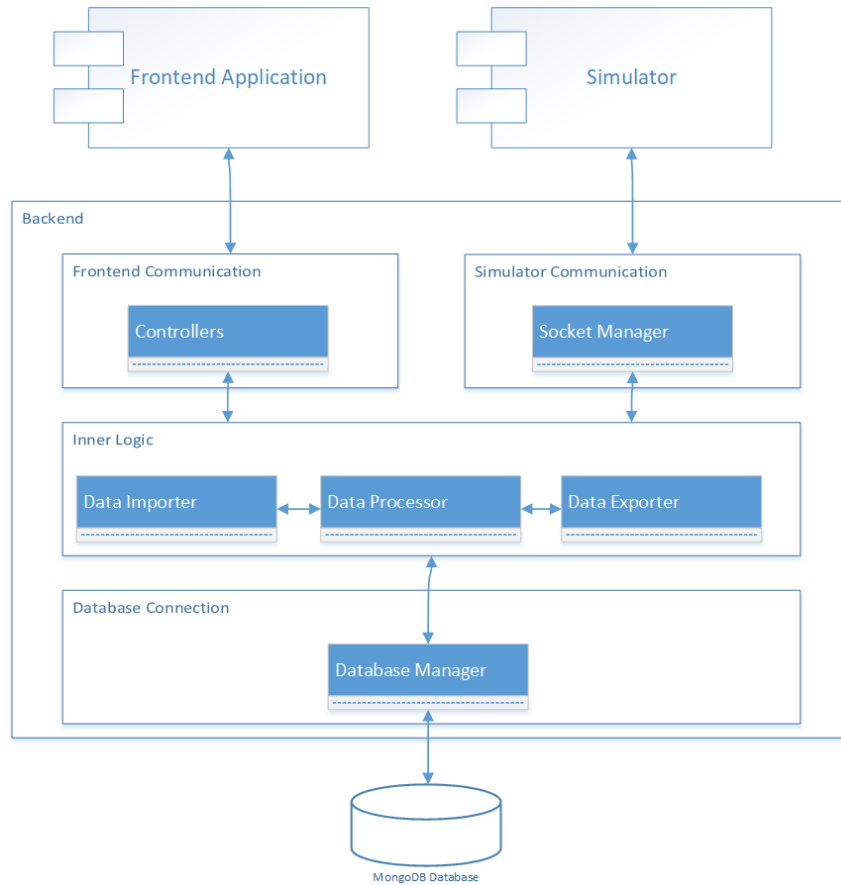 Frontend Application
Simulator
Backend
Frontend Communication
Simulator Communication
Controllers
Socket Manager
Inner Logic
Data Importer
Data Processor
Data Exporter
Database Connection
Database Manager
MongoDB Database